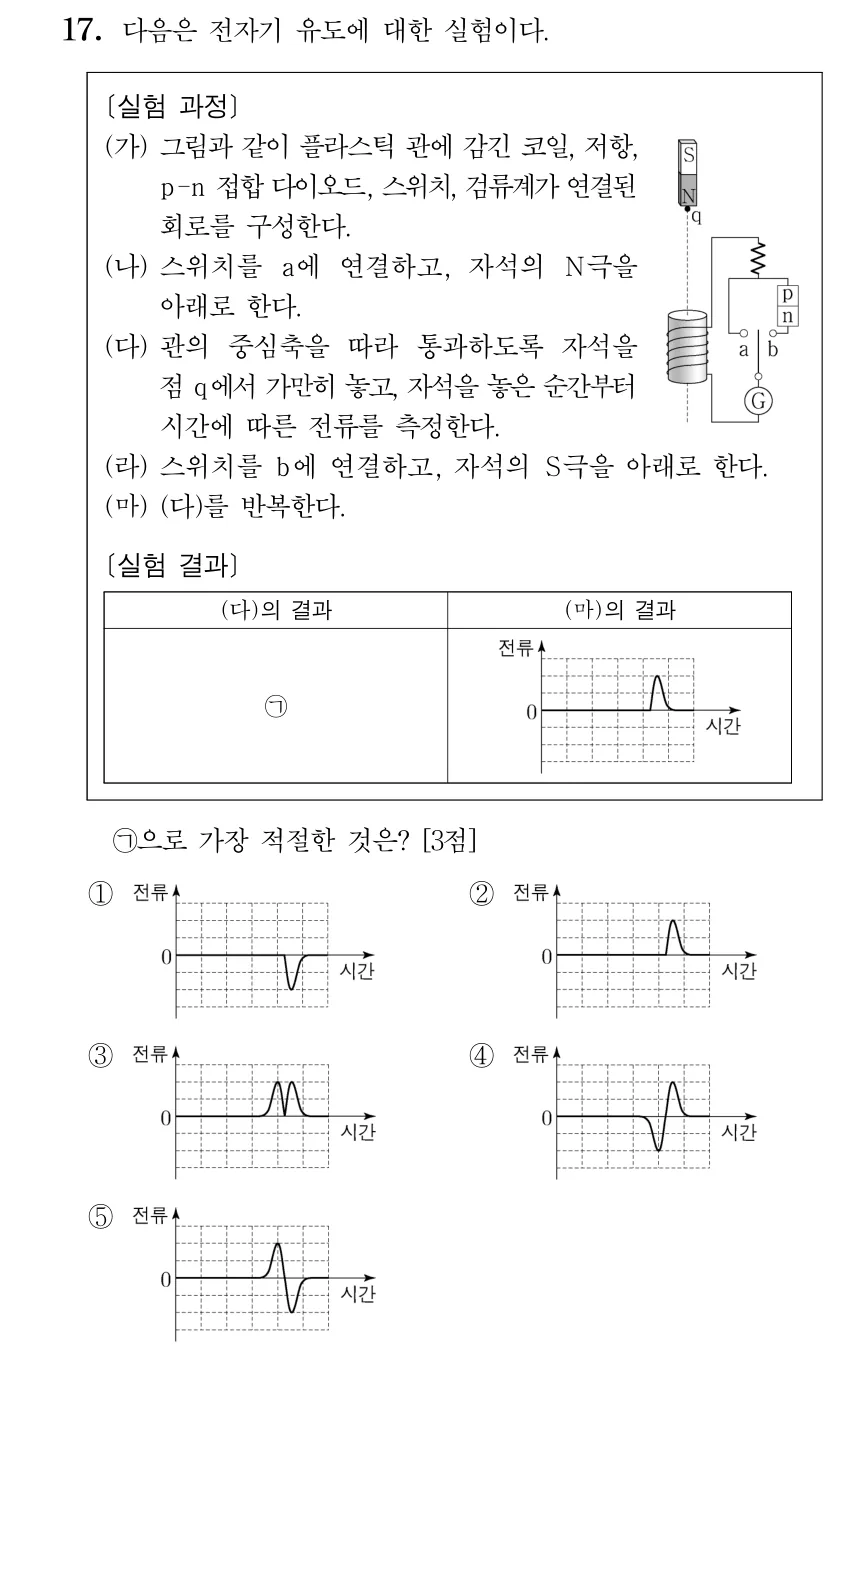 17. 다음은 전자기 유도에 대한 실험이다.
〔실험 과정〕
(가) 그림과 같이 플라스틱 관에 감긴 코일, 저항,
p-n 접합 다이오드, 스위치, 검류계가 연결된
회로를 구성한다.
(나) 스위치를 a에 연결하고, 자석의 N극을
아래로 한다.
(다) 관의 중심축을 따라 통과하도록 자석을
점 q에서 가만히 놓고, 자석을 놓은 순간부터
시간에 따른 전류를 측정한다.
(라) 스위치를 b에 연결하고, 자석의 S극을 아래로 한다.
(마) (다)를 반복한다.
S
N
q
p
n
a b
G
〔실험 결과〕
(다)의 결과 (마)의 결과
㉠
전류
0
시간
㉠으로 가장 적절한 것은? [3점]
① 전류 0 시간
② 전류 0 시간
③ 전류 0 시간
④ 전류 0 시간
⑤ 전류 0 시간